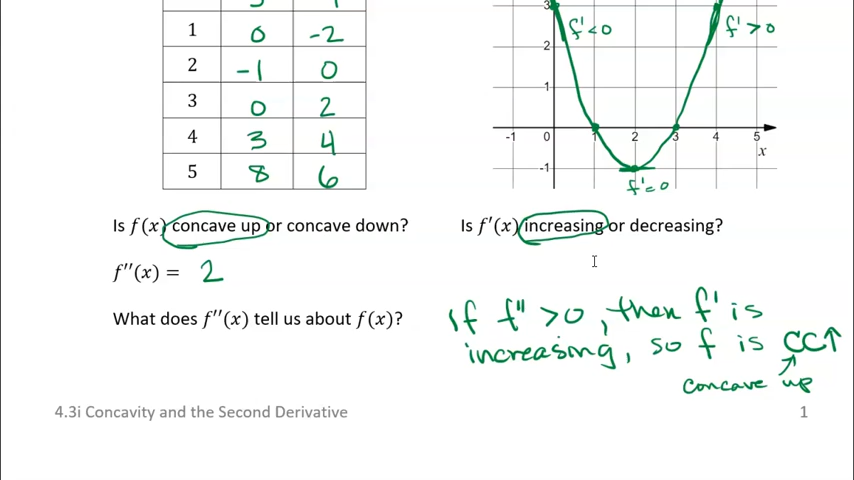 3
1 0 -2
2 -1 0
3 0 2
4 3 4
5 8 6
3
2
1
-1 0 1 2 3 4 5
x
-1
f'<0
f'>0
f'=0
Is f(x) concave up or concave down?
Is f'(x) increasing or decreasing?
f''(x) = 2
What does f''(x) tell us about f(x)?
If f'' >0, then f' is
increasing, so f is CC↑
concave up
4.3i Concavity and the Second Derivative
1